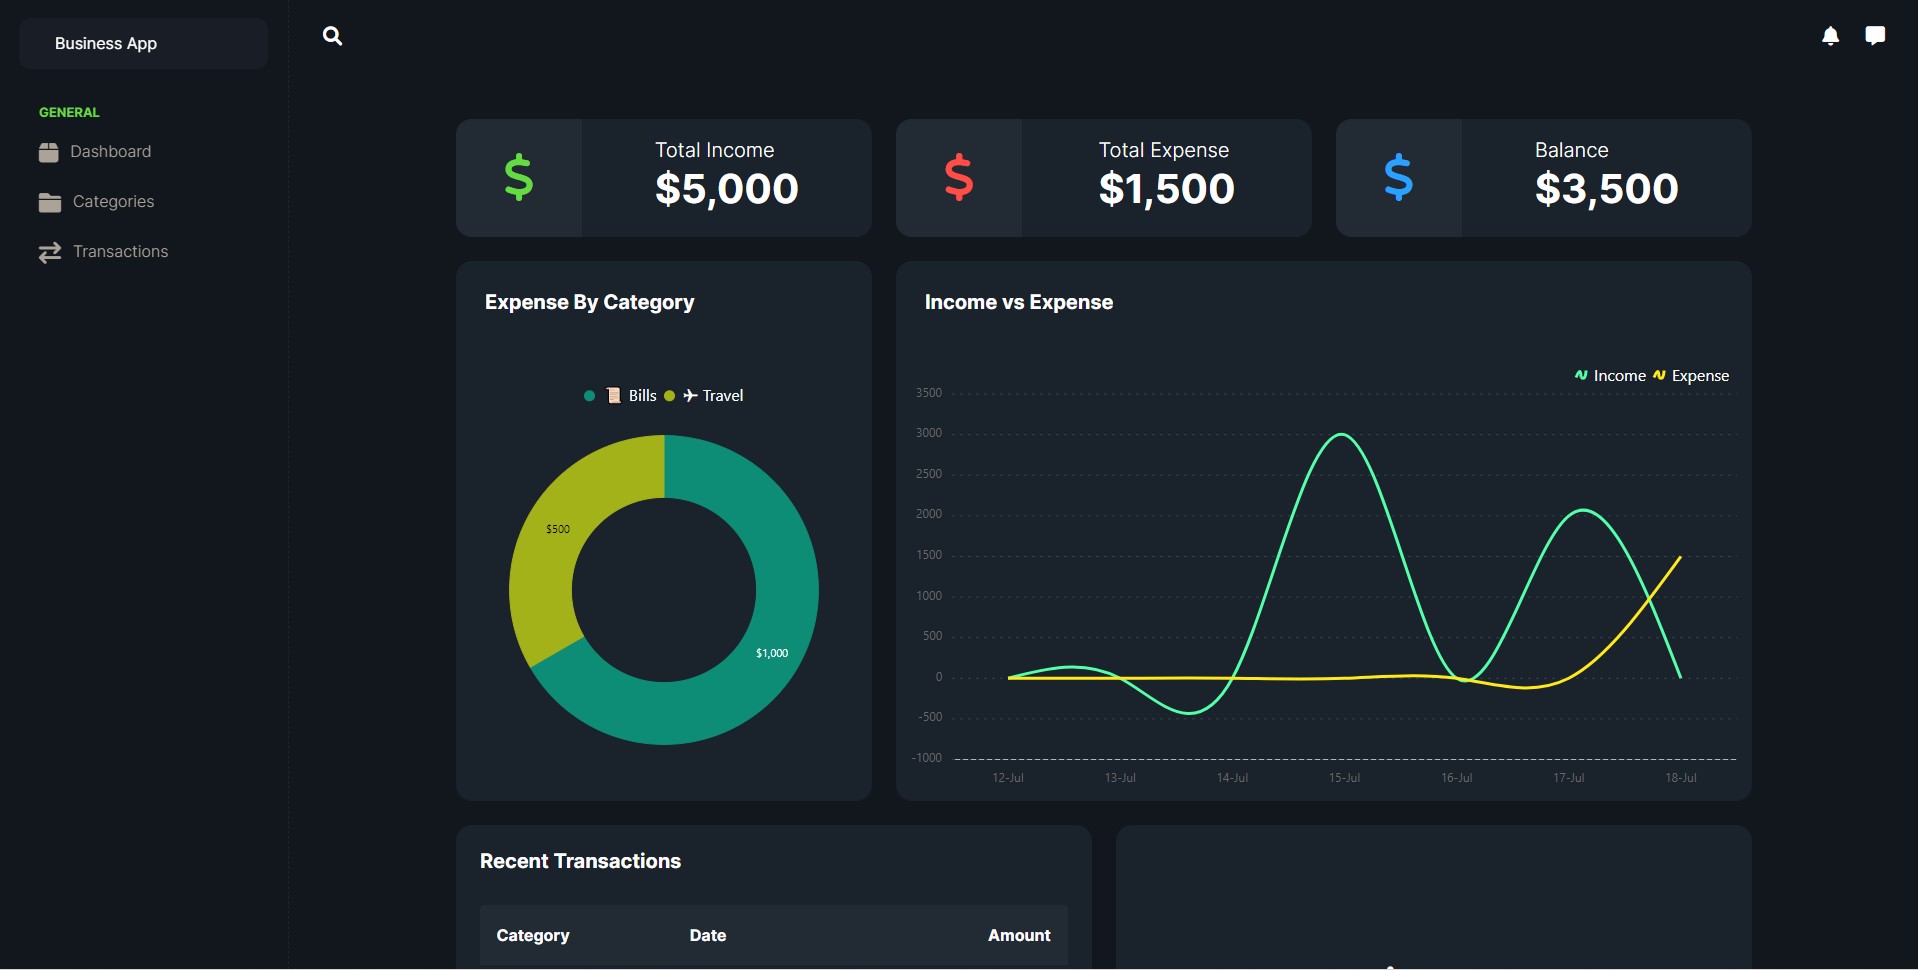 Business App
GENERAL
Dashboard
Categories
Transactions
Total Income
$5,000
Total Expense
$1,500
Balance
$3,500
Expense By Category
Bills Travel
$500
$1,000
Income vs Expense
Income Expense
3500
3000
2500
2000
1500
1000
500
0
-500
-1000
12-Jul 13-Jul 14-Jul 15-Jul 16-Jul 17-Jul 18-Jul
Recent Transactions
Category Date Amount